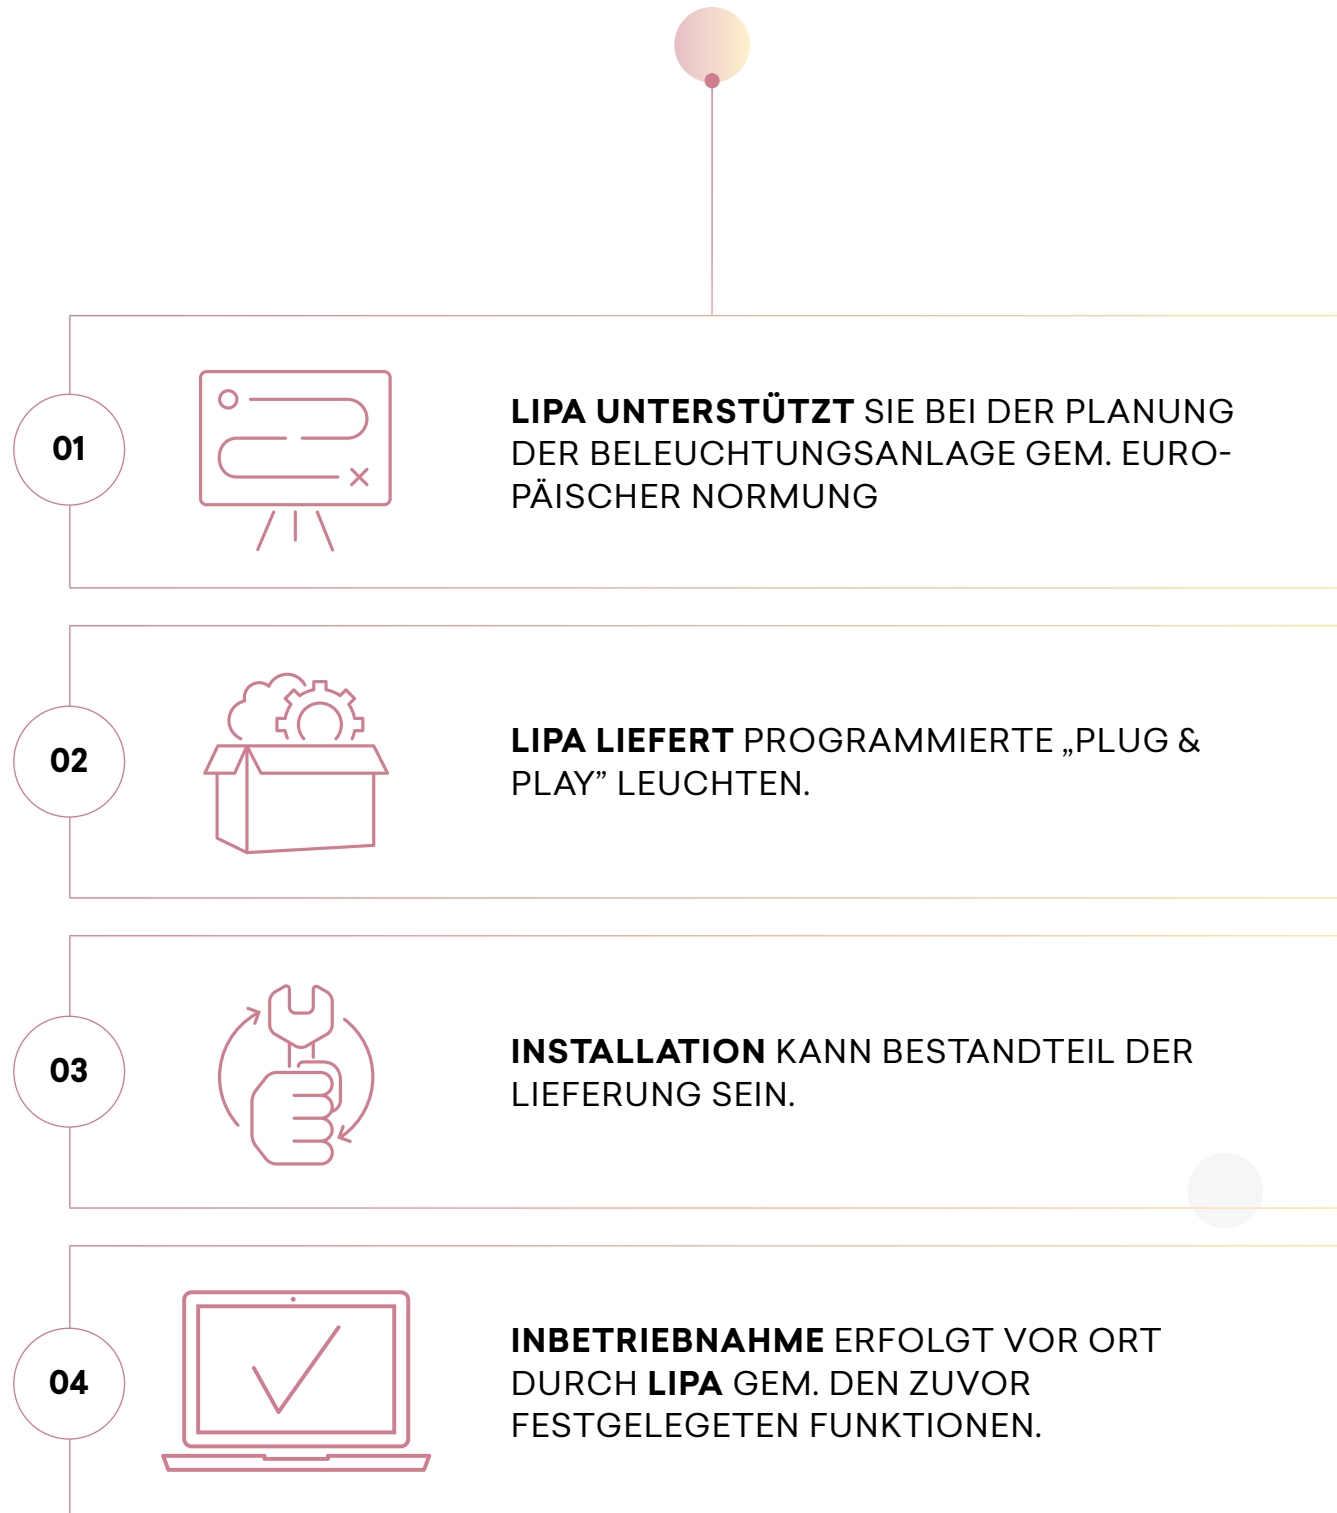 01
LIPA UNTERSTÜTZT SIE BEI DER PLANUNG
DER BELEUCHTUNGSANLAGE GEM. EURO-
PÄISCHER NORMUNG
02
LIPA LIEFERT PROGRAMMIERTE „PLUG &
PLAY” LEUCHTEN.
03
INSTALLATION KANN BESTANDTEIL DER
LIEFERUNG SEIN.
04
INBETRIEBNAHME ERFOLGT VOR ORT
DURCH LIPA GEM. DEN ZUVOR
FESTGELEGETEN FUNKTIONEN.